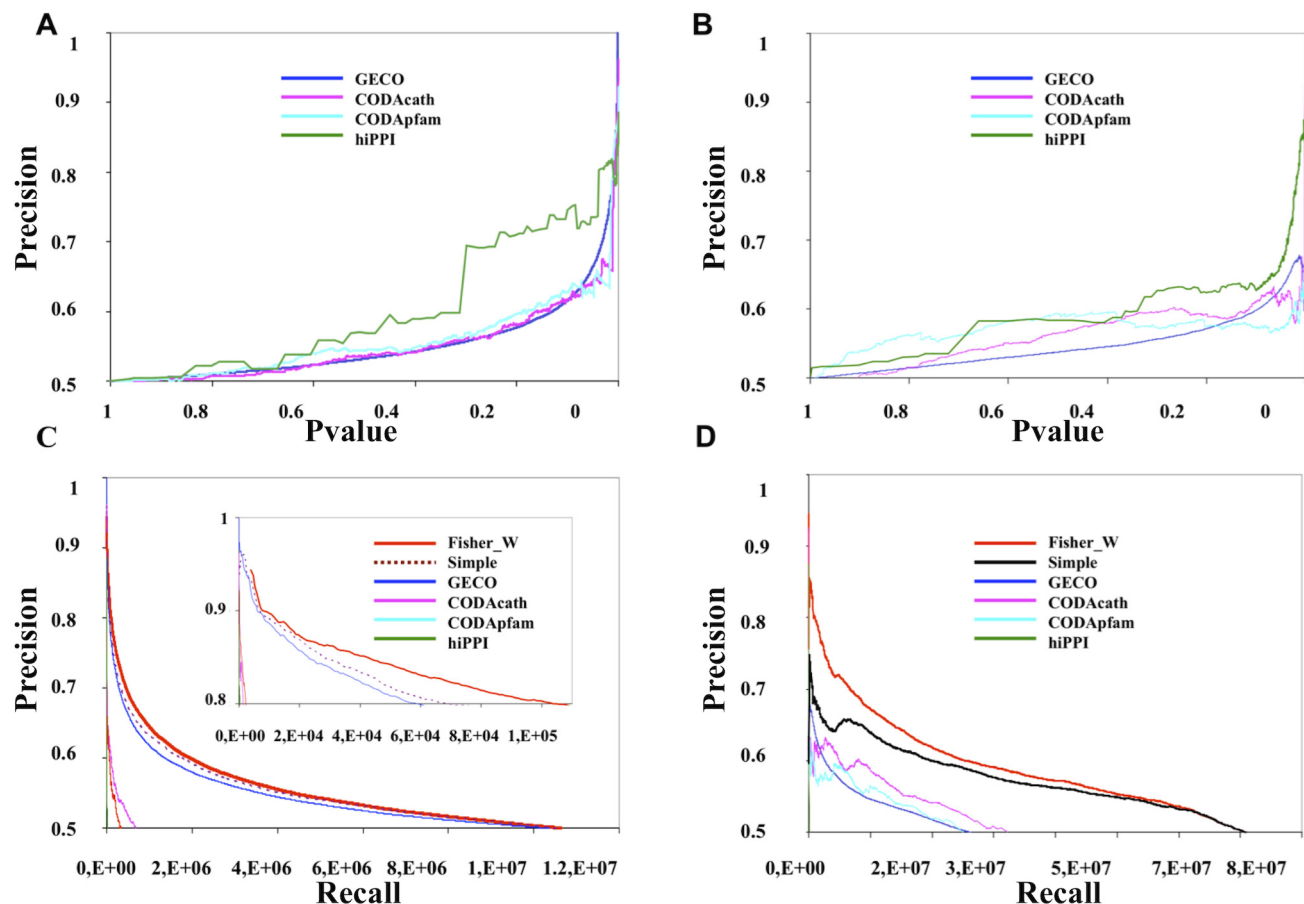 A
1
0.9
0.8
0.7
0.6
0.5
Precision
GECO
CODAcath
CODApfam
hiPPI
1 0.8 0.6 0.4 0.2 0
Pvalue
B
1
0.9
0.8
0.7
0.6
0.5
Precision
GECO
CODAcath
CODApfam
hiPPI
1 0.8 0.6 0.4 0.2 0
Pvalue
C
1
0.9
0.8
0.7
0.6
0.5
Precision
1
0.9
0.8
Fisher_W
Simple
GECO
CODAcath
CODApfam
hiPPI
0,E+00 2,E+04 4,E+04 6,E+04 8,E+04 1,E+05
0,E+00 2,E+06 4,E+06 6,E+06 8,E+06 1,E+07 1.2,E+07
Recall
D
1
0.9
0.8
0.7
0.6
0.5
Precision
Fisher_W
Simple
GECO
CODAcath
CODApfam
hiPPI
0,E+00 2,E+07 3,E+07 5,E+07 7,E+07 8,E+07
Recall